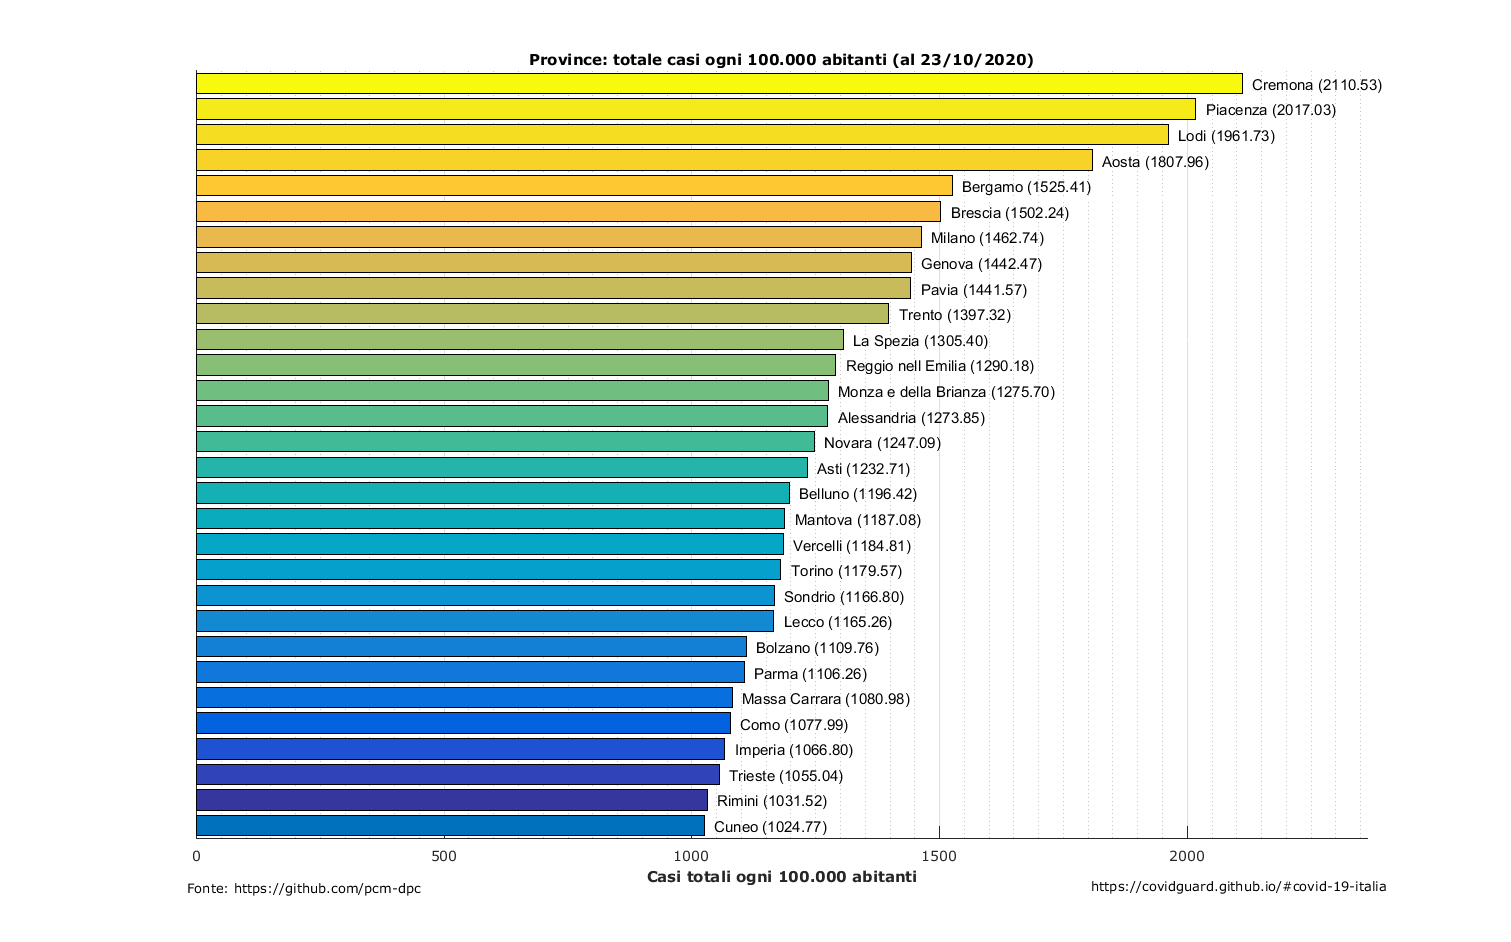 Province: totale casi ogni 100.000 abitanti (al 23/10/2020)
Cremona (2110.53)
Piacenza (2017.03)
Lodi (1961.73)
Aosta (1807.96)
Bergamo (1525.41)
Brescia (1502.24)
Milano (1462.74)
Genova (1442.47)
Pavia (1441.57)
Trento (1397.32)
La Spezia (1305.40)
Reggio nell Emilia (1290.18)
Monza e della Brianza (1275.70)
Alessandria (1273.85)
Novara (1247.09)
Asti (1232.71)
Belluno (1196.42)
Mantova (1187.08)
Vercelli (1184.81)
Torino (1179.57)
Sondrio (1166.80)
Lecco (1165.26)
Bolzano (1109.76)
Parma (1106.26)
Massa Carrara (1080.98)
Como (1077.99)
Imperia (1066.80)
Trieste (1055.04)
Rimini (1031.52)
Cuneo (1024.77)
0 500 1000 1500 2000
Casi totali ogni 100.000 abitanti
Fonte: https://github.com/pcm-dpc
https://covidguard.github.io/#covid-19-italia